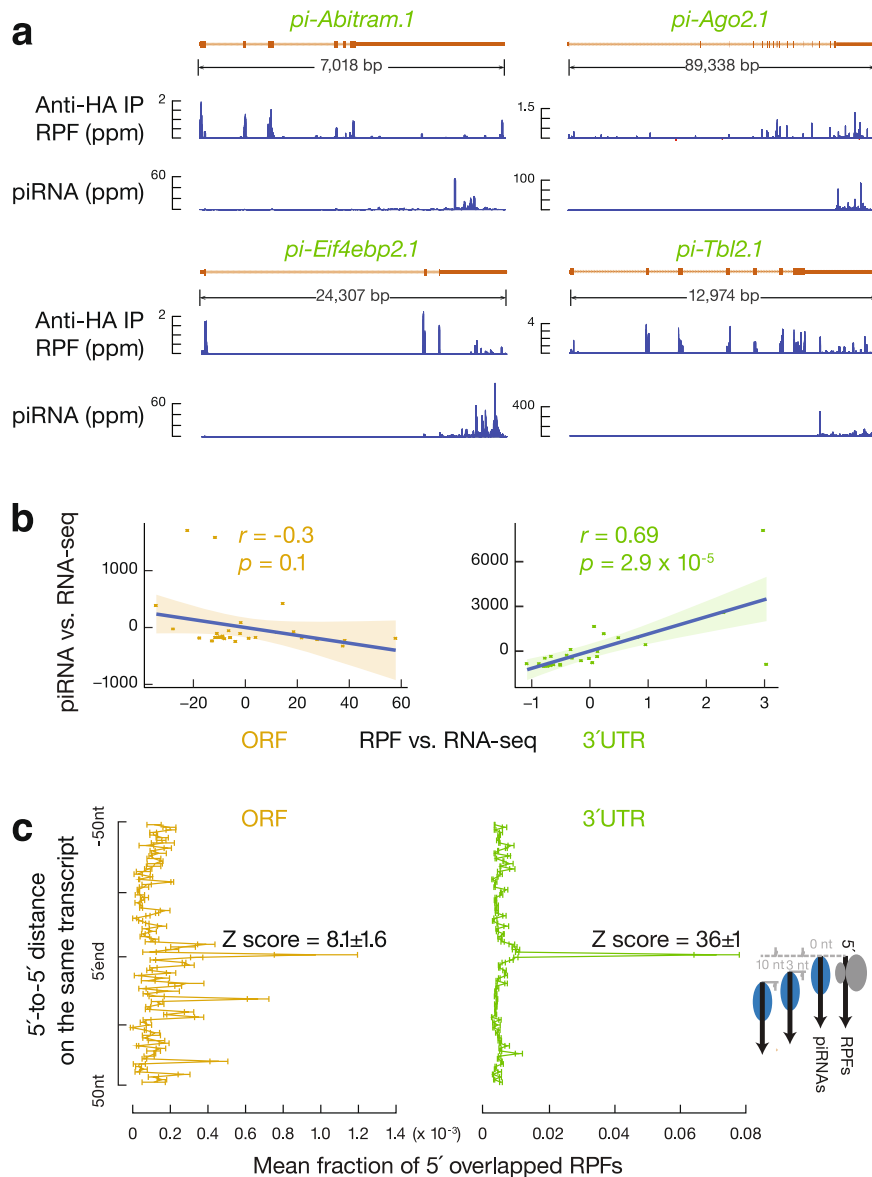 a
pi-Abitram.1
pi-Ago2.1
7,018 bp
89,338 bp
Anti-HA IP
RPF (ppm)
2
1.5
piRNA (ppm)
60
100
pi-Eif4ebp2.1
pi-Tbl2.1
24,307 bp
12,974 bp
Anti-HA IP
RPF (ppm)
2
4
piRNA (ppm)
60
400
b
piRNA vs. RNA-seq
1000
0
−1000
r = -0.3
p = 0.1
−20 0 20 40 60
ORF
6000
3000
0
r = 0.69
p = 2.9 x 10⁻⁵
−1 0 1 2 3
3′UTR
RPF vs. RNA-seq
c
ORF
3′UTR
5′-to-5′ distance
on the same transcript
-50nt
5′end
50nt
Z score = 8.1±1.6
Z score = 36±1
0 nt
5′
10 nt
3 nt
piRNAs
RPFs
0 0.2 0.4 0.6 0.8 1.0 1.2 1.4 (x 10⁻³)
0 0.02 0.04 0.06 0.08
Mean fraction of 5′ overlapped RPFs